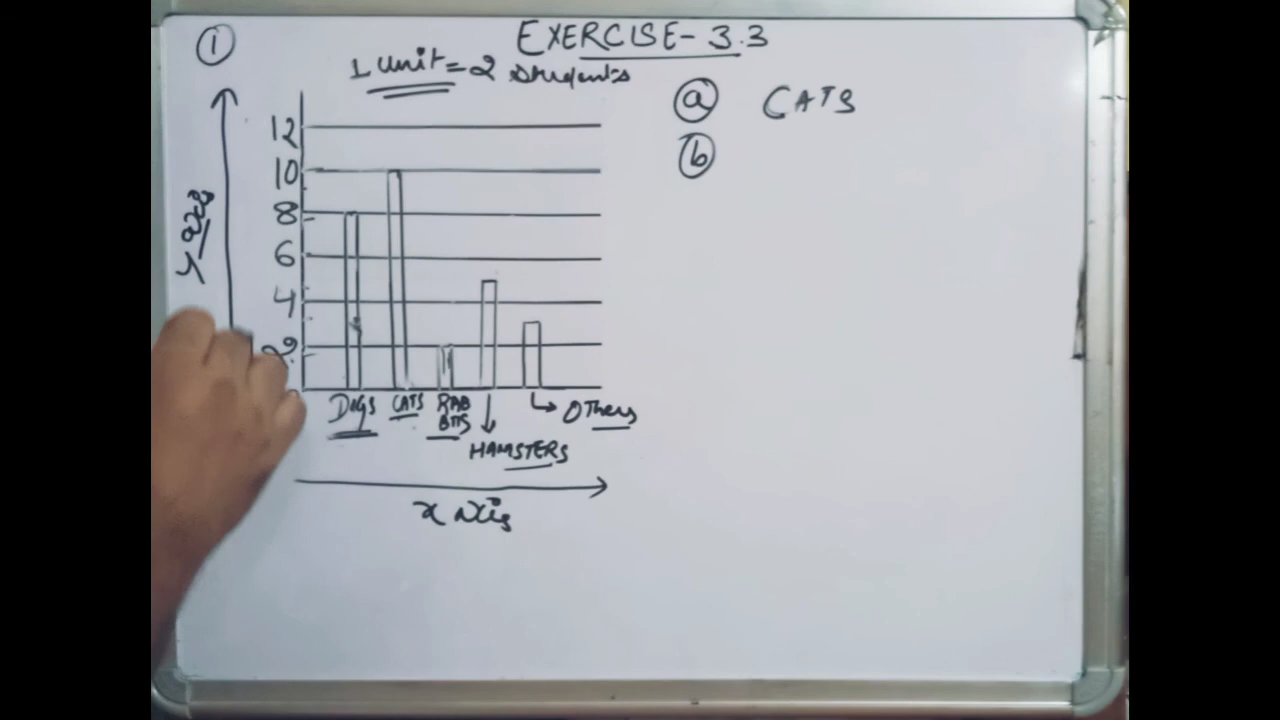 ①
EXERCISE-3.3
1 unit = 2 students
ⓐ CATS
ⓑ
12
10
8
6
4
2
y axis
DOGS
CATS
RAB
BITS
OTHERS
HAMSTERS
x Axis